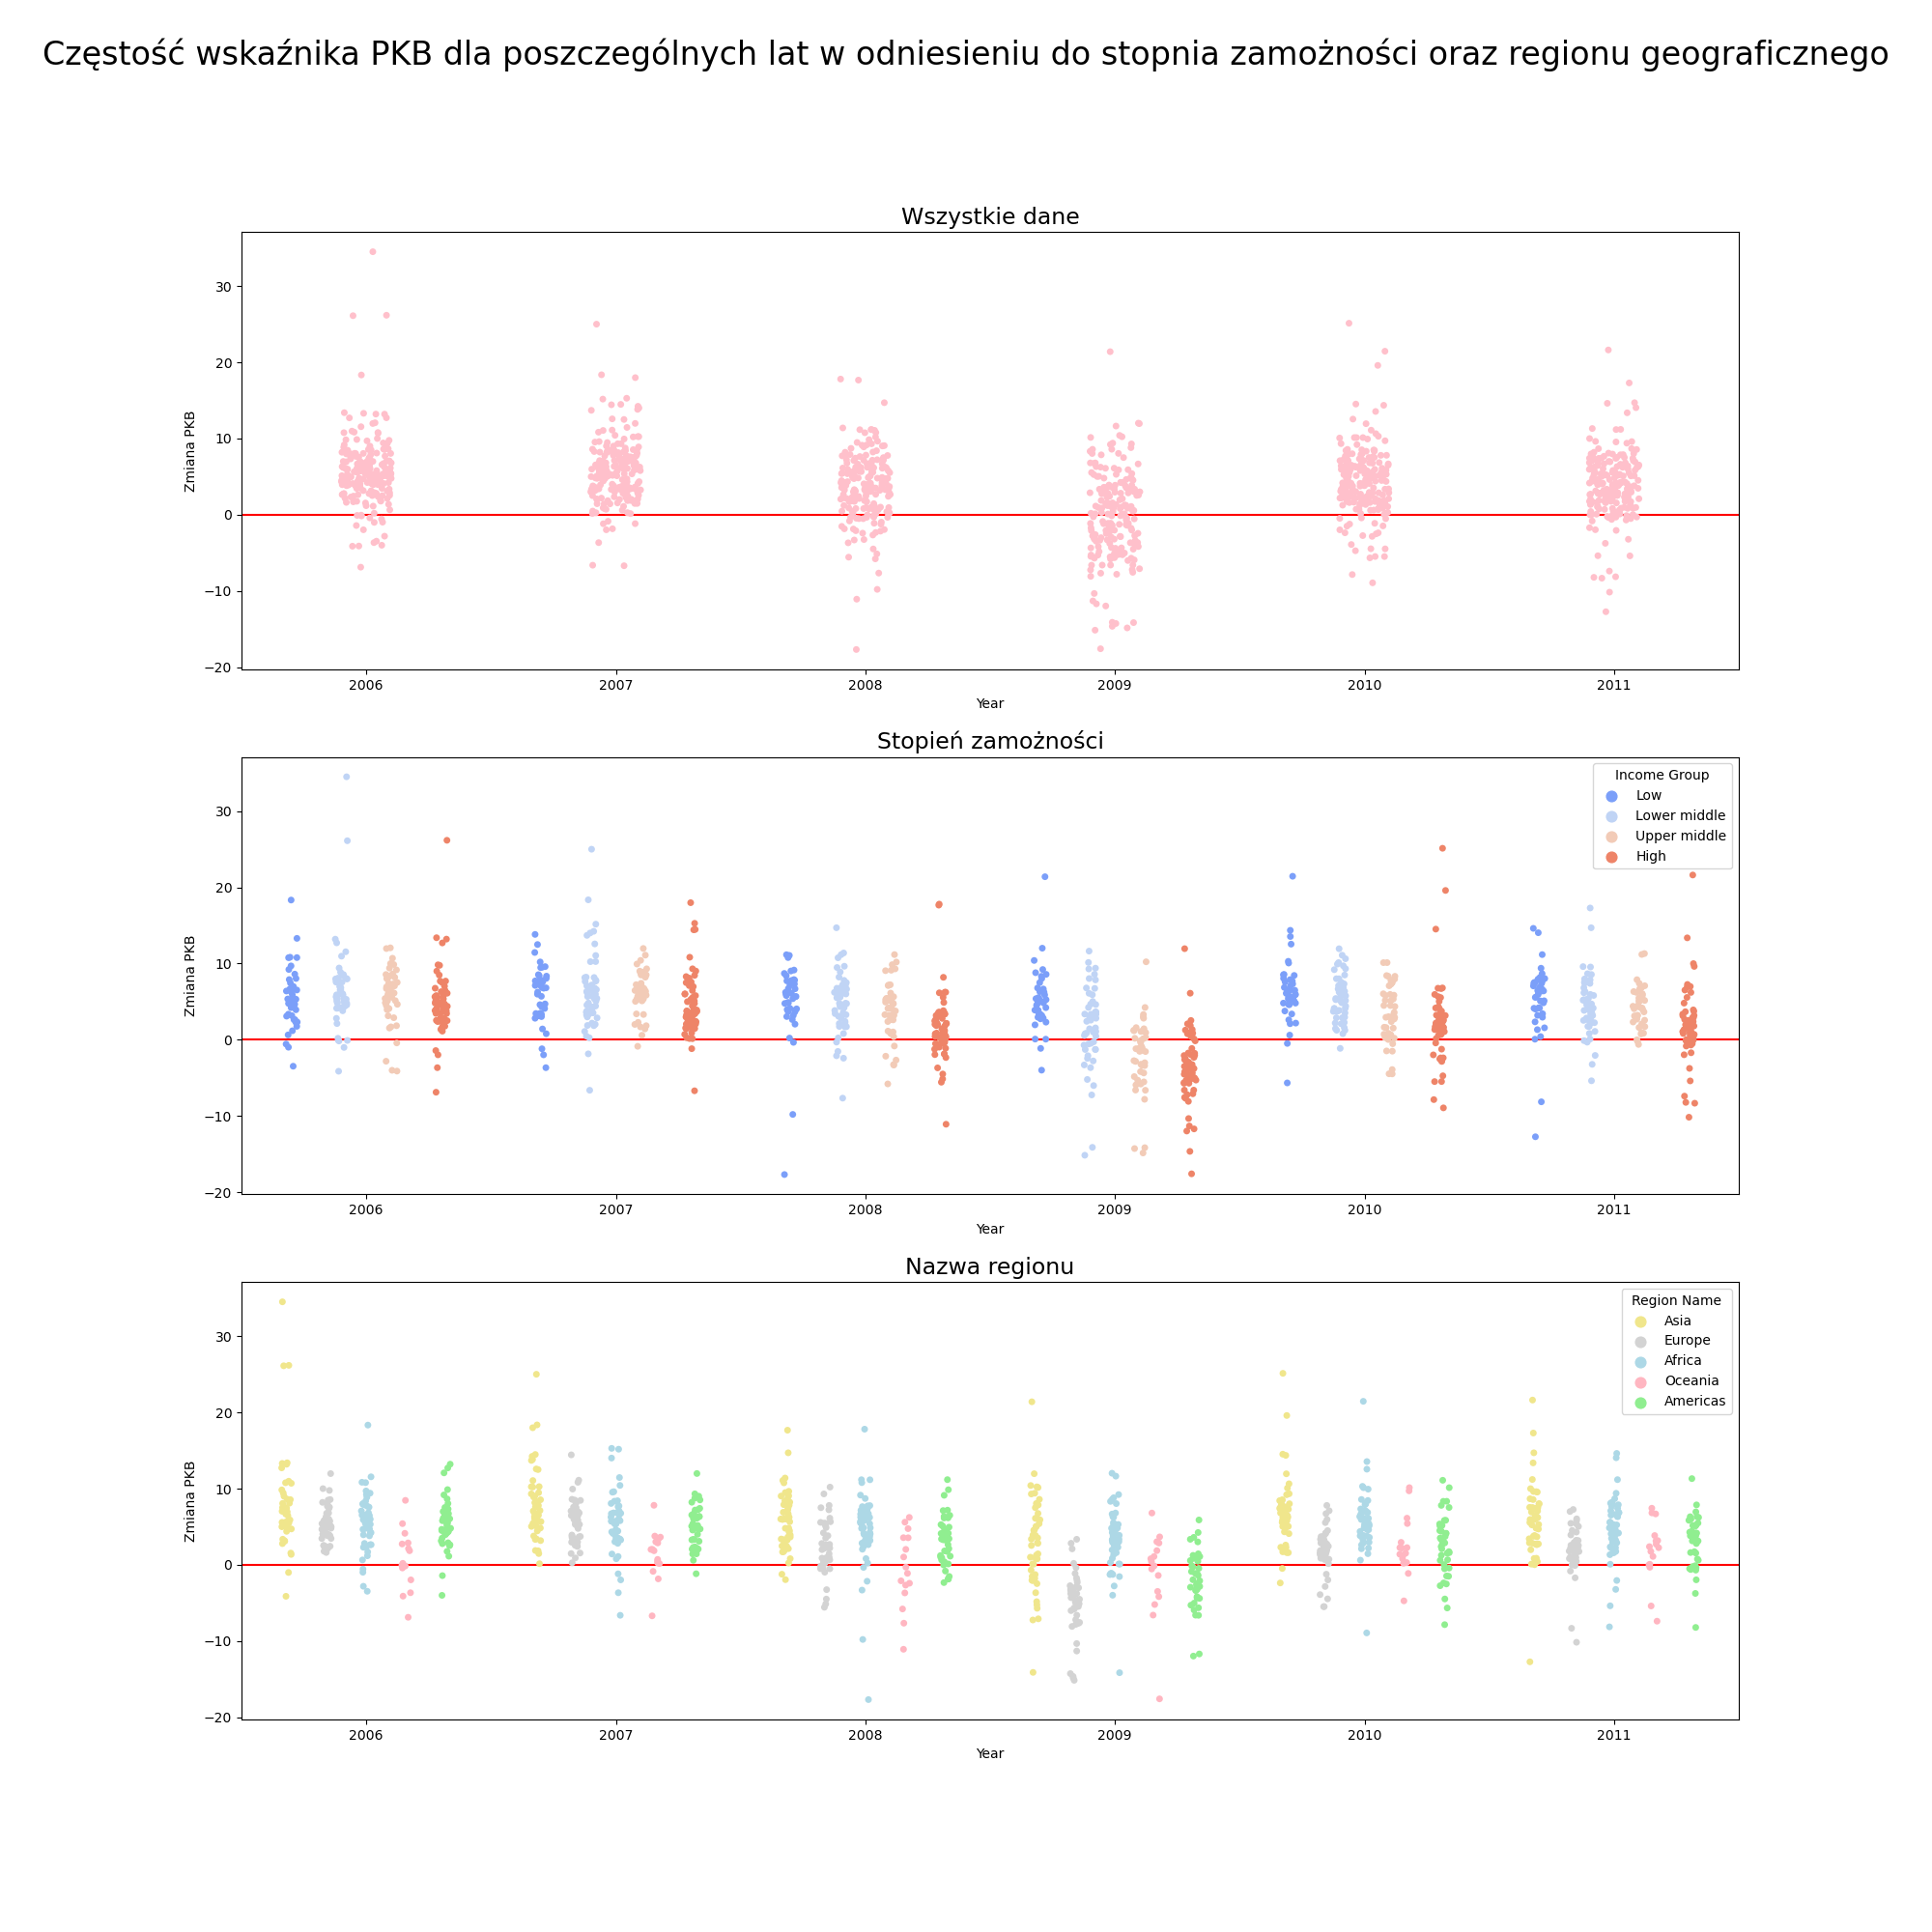 Częstość wskaźnika PKB dla poszczególnych lat w odniesieniu do stopnia zamożności oraz regionu geograficznego
Wszystkie dane
Zmiana PKB
30
20
10
0
−10
−20
2006 2007 2008 2009 2010 2011
Year
Stopień zamożności
Zmiana PKB
30
20
10
0
−10
−20
Income Group
Low
Lower middle
Upper middle
High
2006 2007 2008 2009 2010 2011
Year
Nazwa regionu
Zmiana PKB
30
20
10
0
−10
−20
Region Name
Asia
Europe
Africa
Oceania
Americas
2006 2007 2008 2009 2010 2011
Year